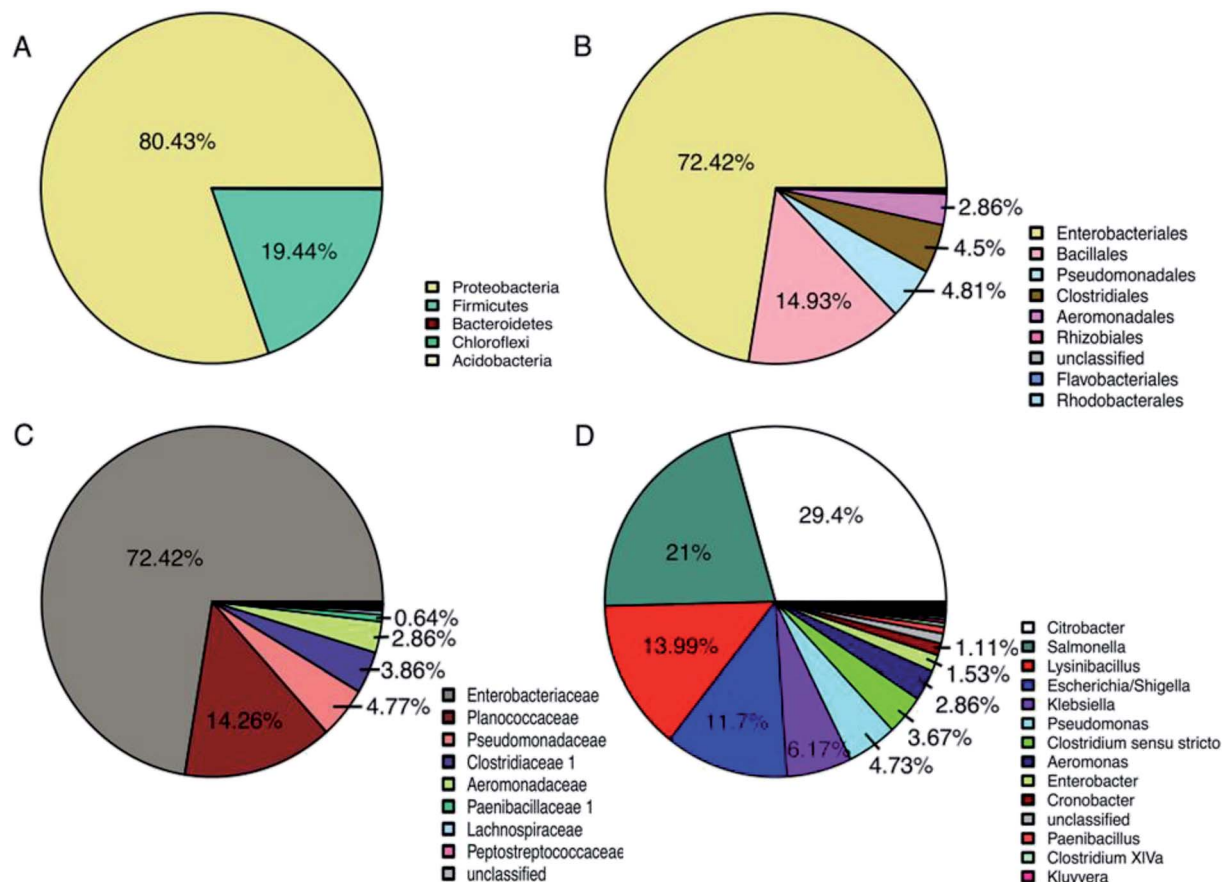 A
80.43%
19.44%
Proteobacteria
Firmicutes
Bacteroidetes
Chloroflexi
Acidobacteria
B
72.42%
2.86%
4.5%
4.81%
14.93%
Enterobacteriales
Bacillales
Pseudomonadales
Clostridiales
Aeromonadales
Rhizobiales
unclassified
Flavobacteriales
Rhodobacterales
C
72.42%
0.64%
2.86%
3.86%
4.77%
14.26%
Enterobacteriaceae
Planococcaceae
Pseudomonadaceae
Clostridiaceae 1
Aeromonadaceae
Paenibacillaceae 1
Lachnospiraceae
Peptostreptococcaceae
unclassified
D
29.4%
21%
13.99%
11.7%
6.17%
4.73%
3.67%
2.86%
1.53%
1.11%
Citrobacter
Salmonella
Lysinibacillus
Escherichia/Shigella
Klebsiella
Pseudomonas
Clostridium sensu stricto
Aeromonas
Enterobacter
Cronobacter
unclassified
Paenibacillus
Clostridium XIVa
Kluyvera